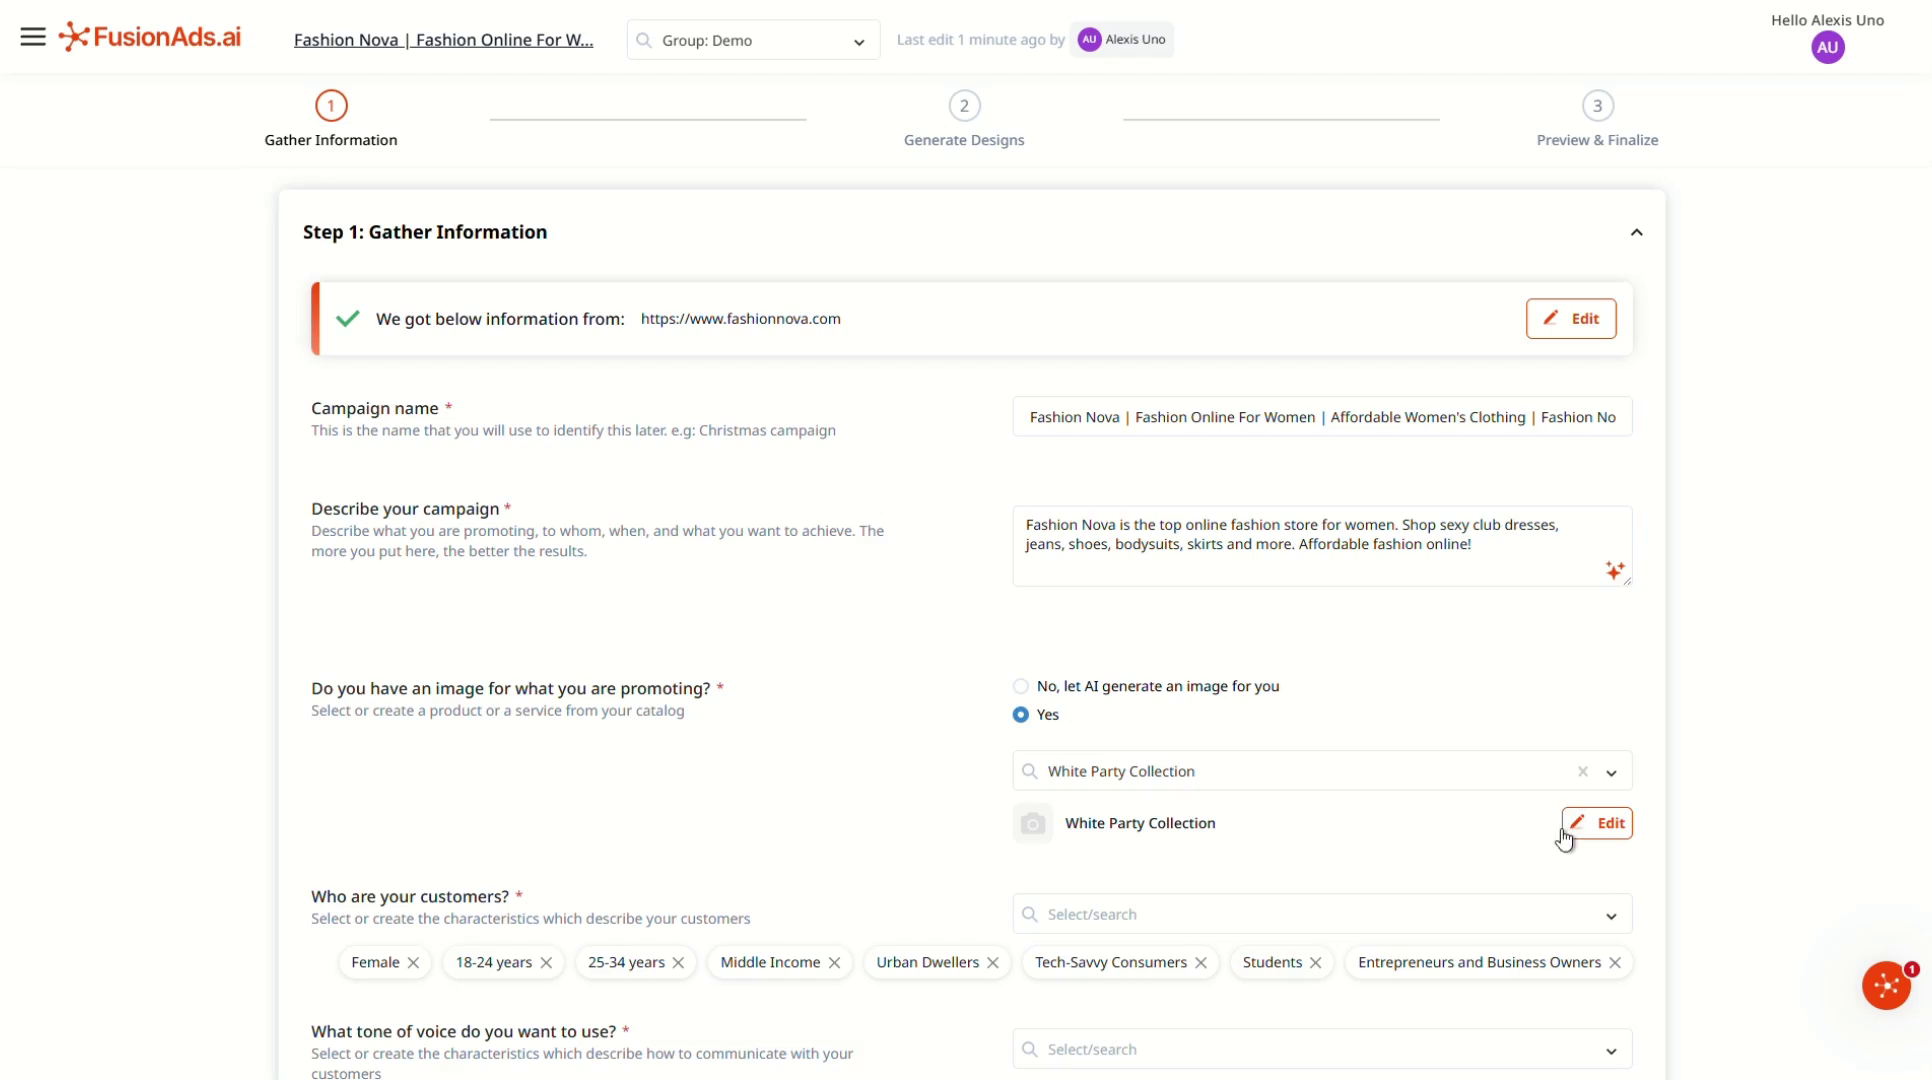 FusionAds.ai
Fashion Nova | Fashion Online For W...
Group: Demo
Last edit 1 minute ago by
AU
Alexis Uno
Hello Alexis Uno
AU
1
Gather Information
2
Generate Designs
3
Preview & Finalize
Step 1: Gather Information
We got below information from: https://www.fashionnova.com
Edit
Campaign name *
This is the name that you will use to identify this later. e.g: Christmas campaign
Fashion Nova | Fashion Online For Women | Affordable Women's Clothing | Fashion No
Describe your campaign *
Describe what you are promoting, to whom, when, and what you want to achieve. The
more you put here, the better the results.
Fashion Nova is the top online fashion store for women. Shop sexy club dresses,
jeans, shoes, bodysuits, skirts and more. Affordable fashion online!
Do you have an image for what you are promoting? *
Select or create a product or a service from your catalog
No, let AI generate an image for you
Yes
White Party Collection
White Party Collection
Edit
Who are your customers? *
Select or create the characteristics which describe your customers
Select/search
Female
18-24 years
25-34 years
Middle Income
Urban Dwellers
Tech-Savvy Consumers
Students
Entrepreneurs and Business Owners
1
What tone of voice do you want to use? *
Select or create the characteristics which describe how to communicate with your
customers
Select/search